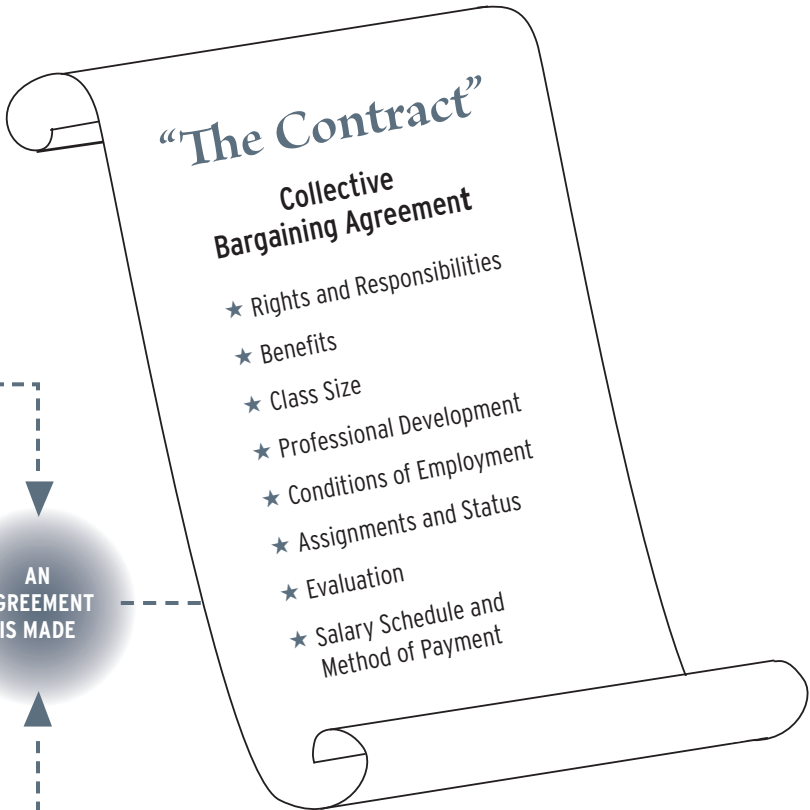 “The Contract”
Collective
Bargaining Agreement
★ Rights and Responsibilities
★ Benefits
★ Class Size
★ Professional Development
★ Conditions of Employment
★ Assignments and Status
★ Evaluation
★ Salary Schedule and
Method of Payment
AN
GREEMENT
IS MADE